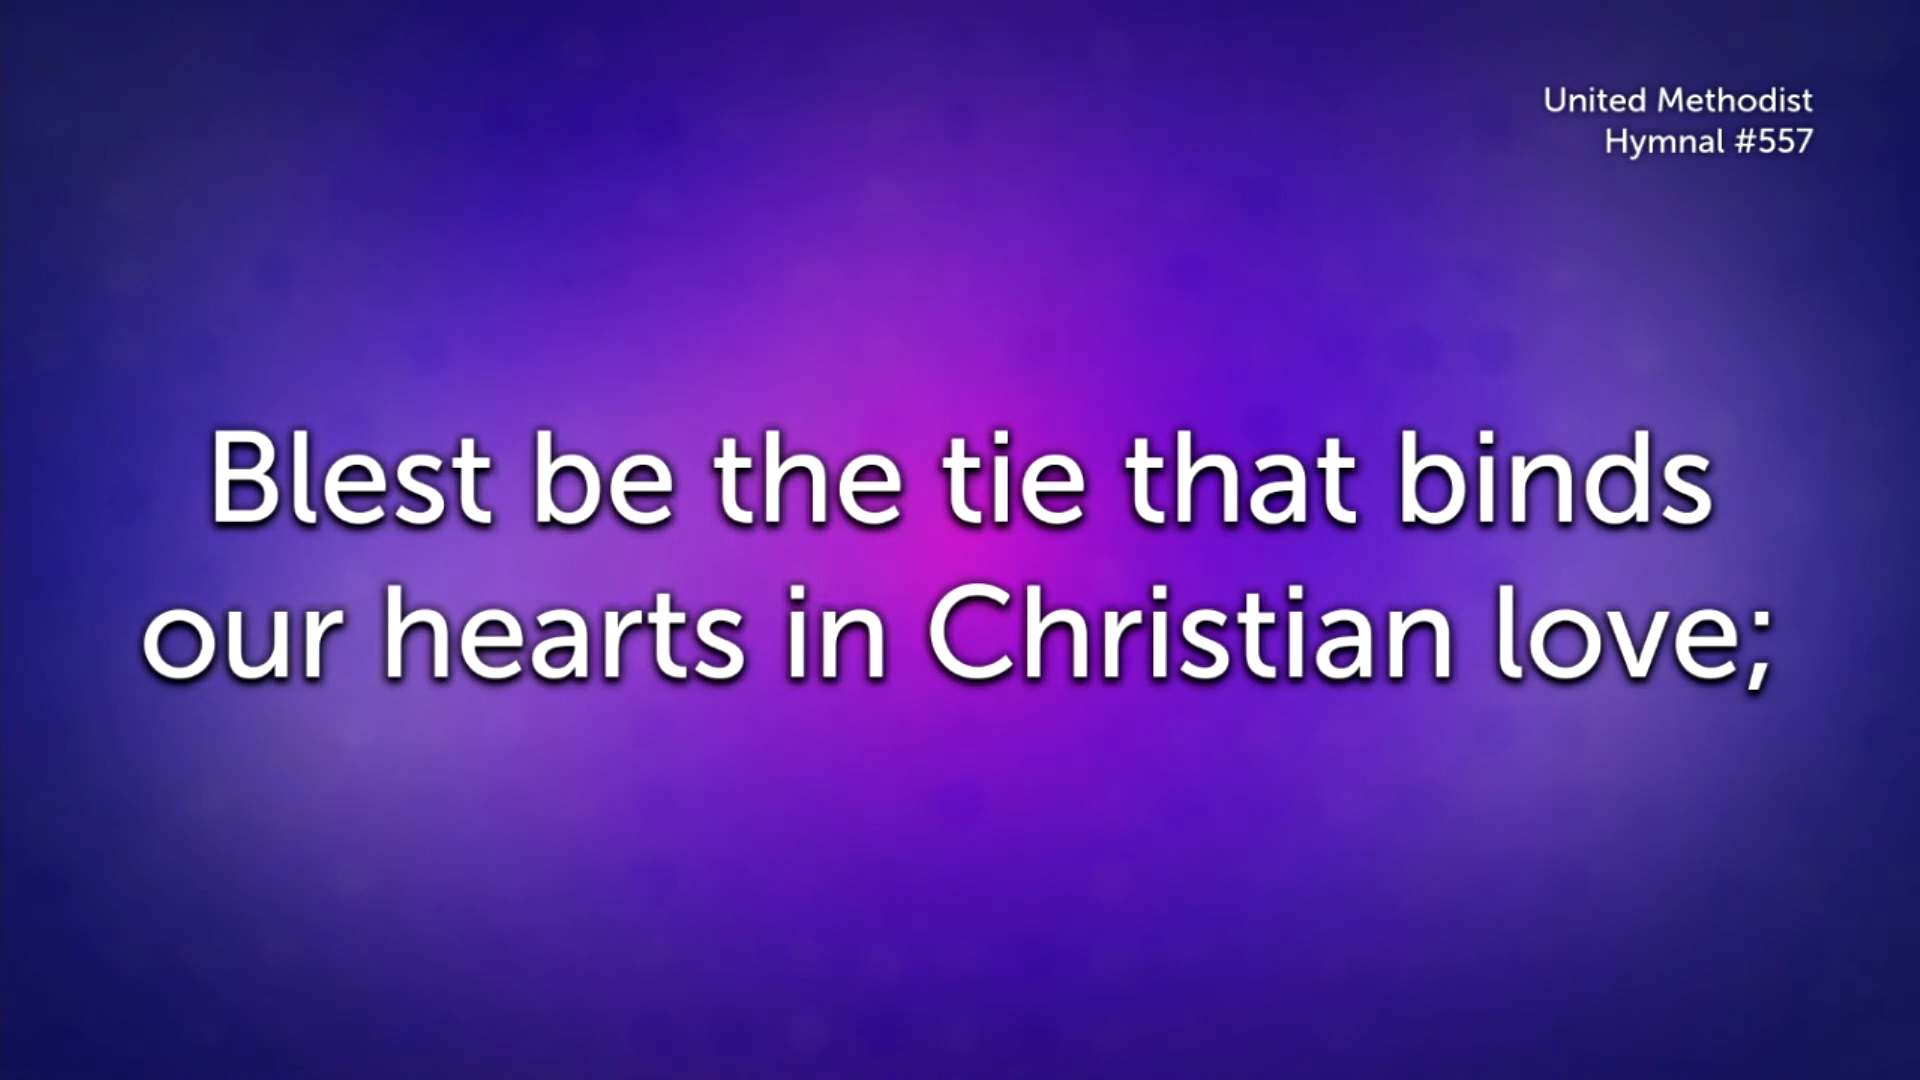 United Methodist
Hymnal #557
Blest be the tie that binds
our hearts in Christian love;